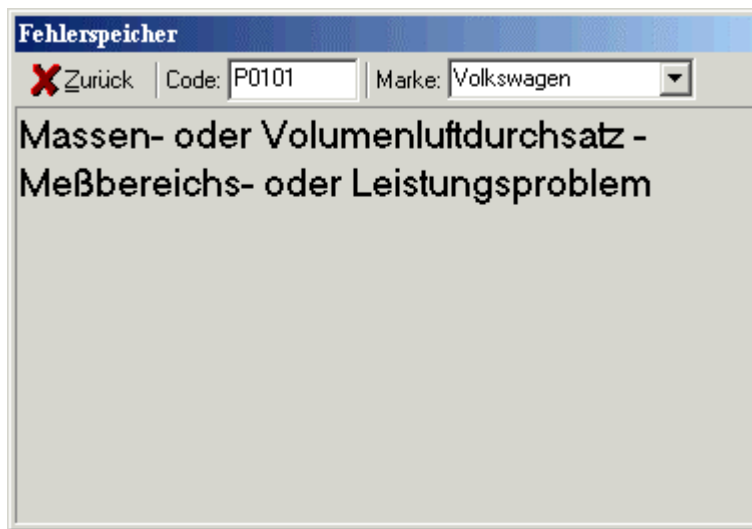 Fehlerspeicher
Zurück Code: P0101 Marke: Volkswagen
Massen- oder Volumenluftdurchsatz -
Meßbereichs- oder Leistungsproblem